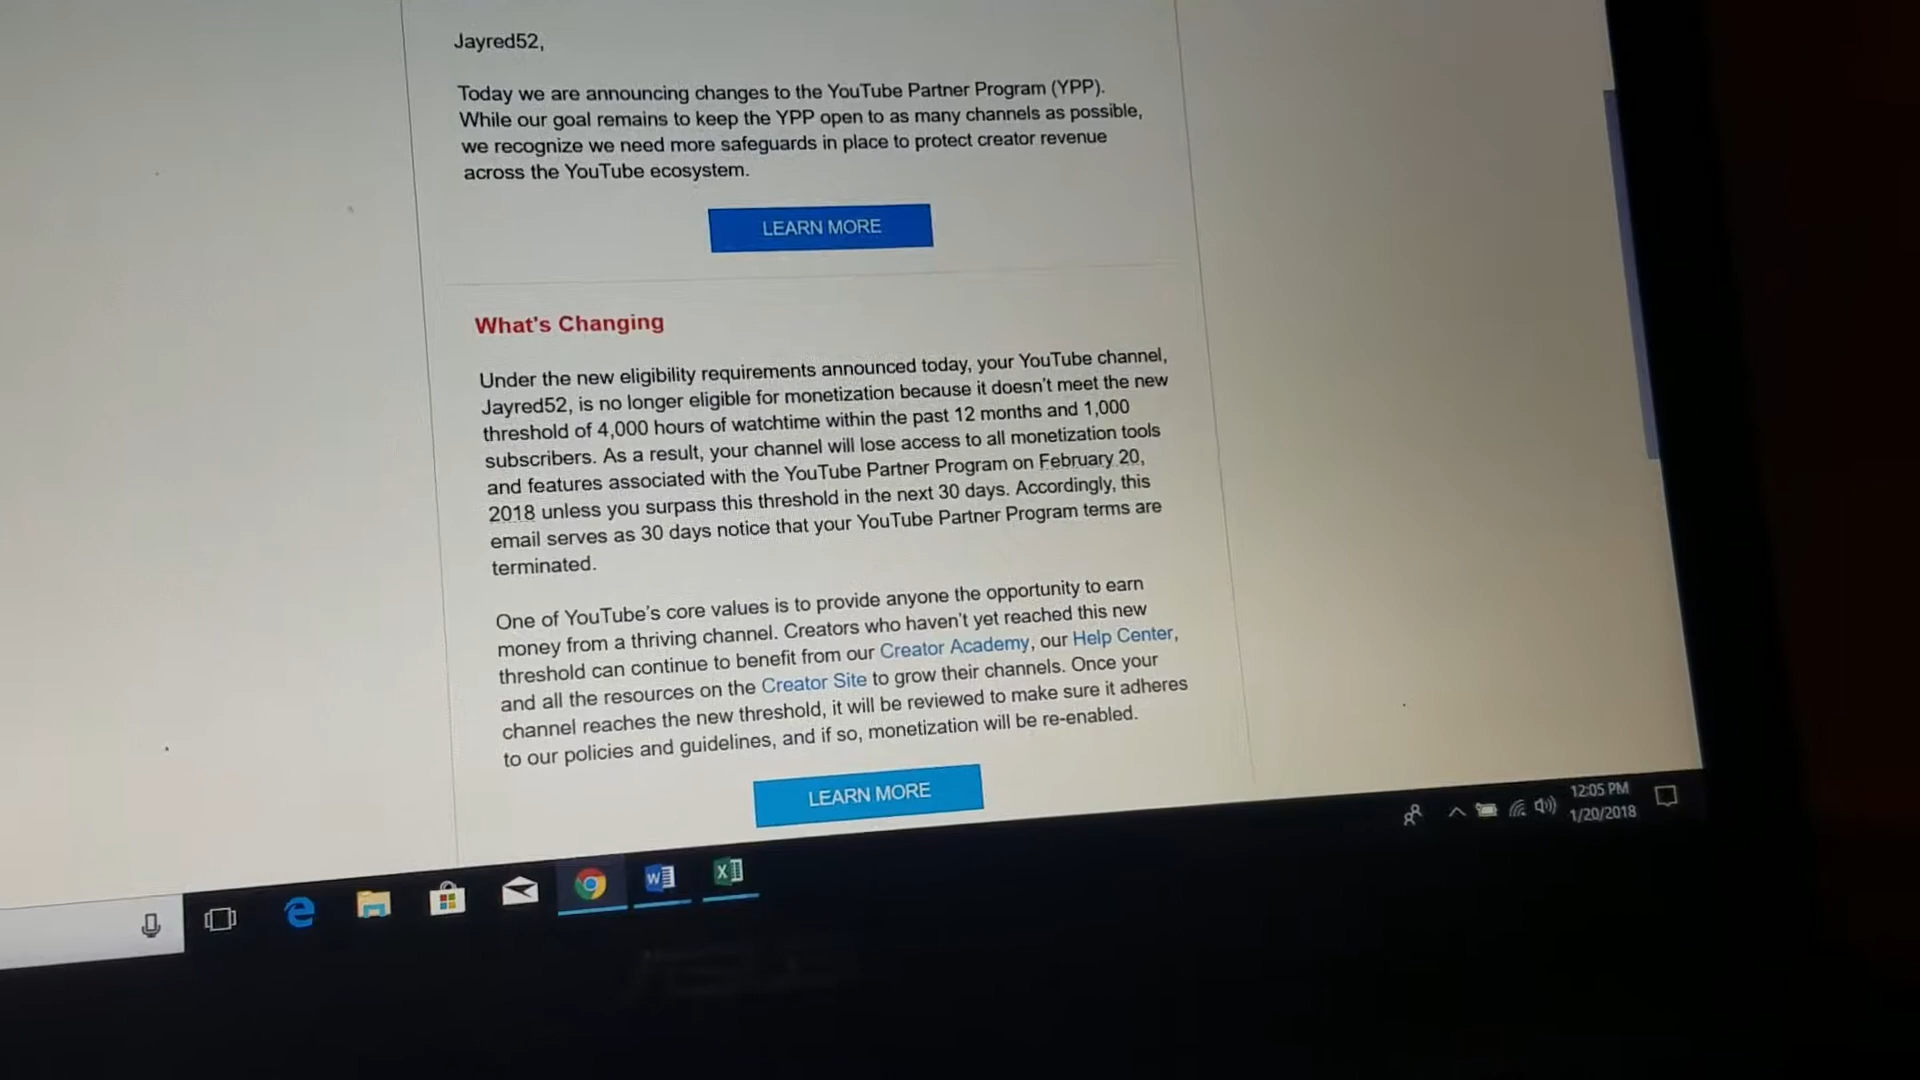 Jayred52,
Today we are announcing changes to the YouTube Partner Program (YPP).
While our goal remains to keep the YPP open to as many channels as possible,
we recognize we need more safeguards in place to protect creator revenue
across the YouTube ecosystem.
LEARN MORE
What's Changing
Under the new eligibility requirements announced today, your YouTube channel,
Jayred52, is no longer eligible for monetization because it doesn't meet the new
threshold of 4,000 hours of watchtime within the past 12 months and 1,000
subscribers. As a result, your channel will lose access to all monetization tools
and features associated with the YouTube Partner Program on February 20,
2018 unless you surpass this threshold in the next 30 days. Accordingly, this
email serves as 30 days notice that your YouTube Partner Program terms are
terminated.
One of YouTube's core values is to provide anyone the opportunity to earn
money from a thriving channel. Creators who haven't yet reached this new
threshold can continue to benefit from our Creator Academy, our Help Center,
and all the resources on the Creator Site to grow their channels. Once your
channel reaches the new threshold, it will be reviewed to make sure it adheres
to our policies and guidelines, and if so, monetization will be re-enabled.
LEARN MORE
12:05 PM
1/20/2018